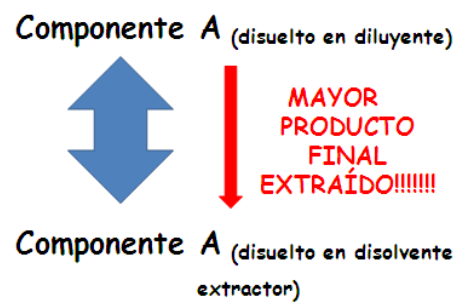 Componente A (disuelto en diluyente)
MAYOR
PRODUCTO
FINAL
EXTRAÍDO!!!!!!!
Componente A (disuelto en disolvente
extractor)